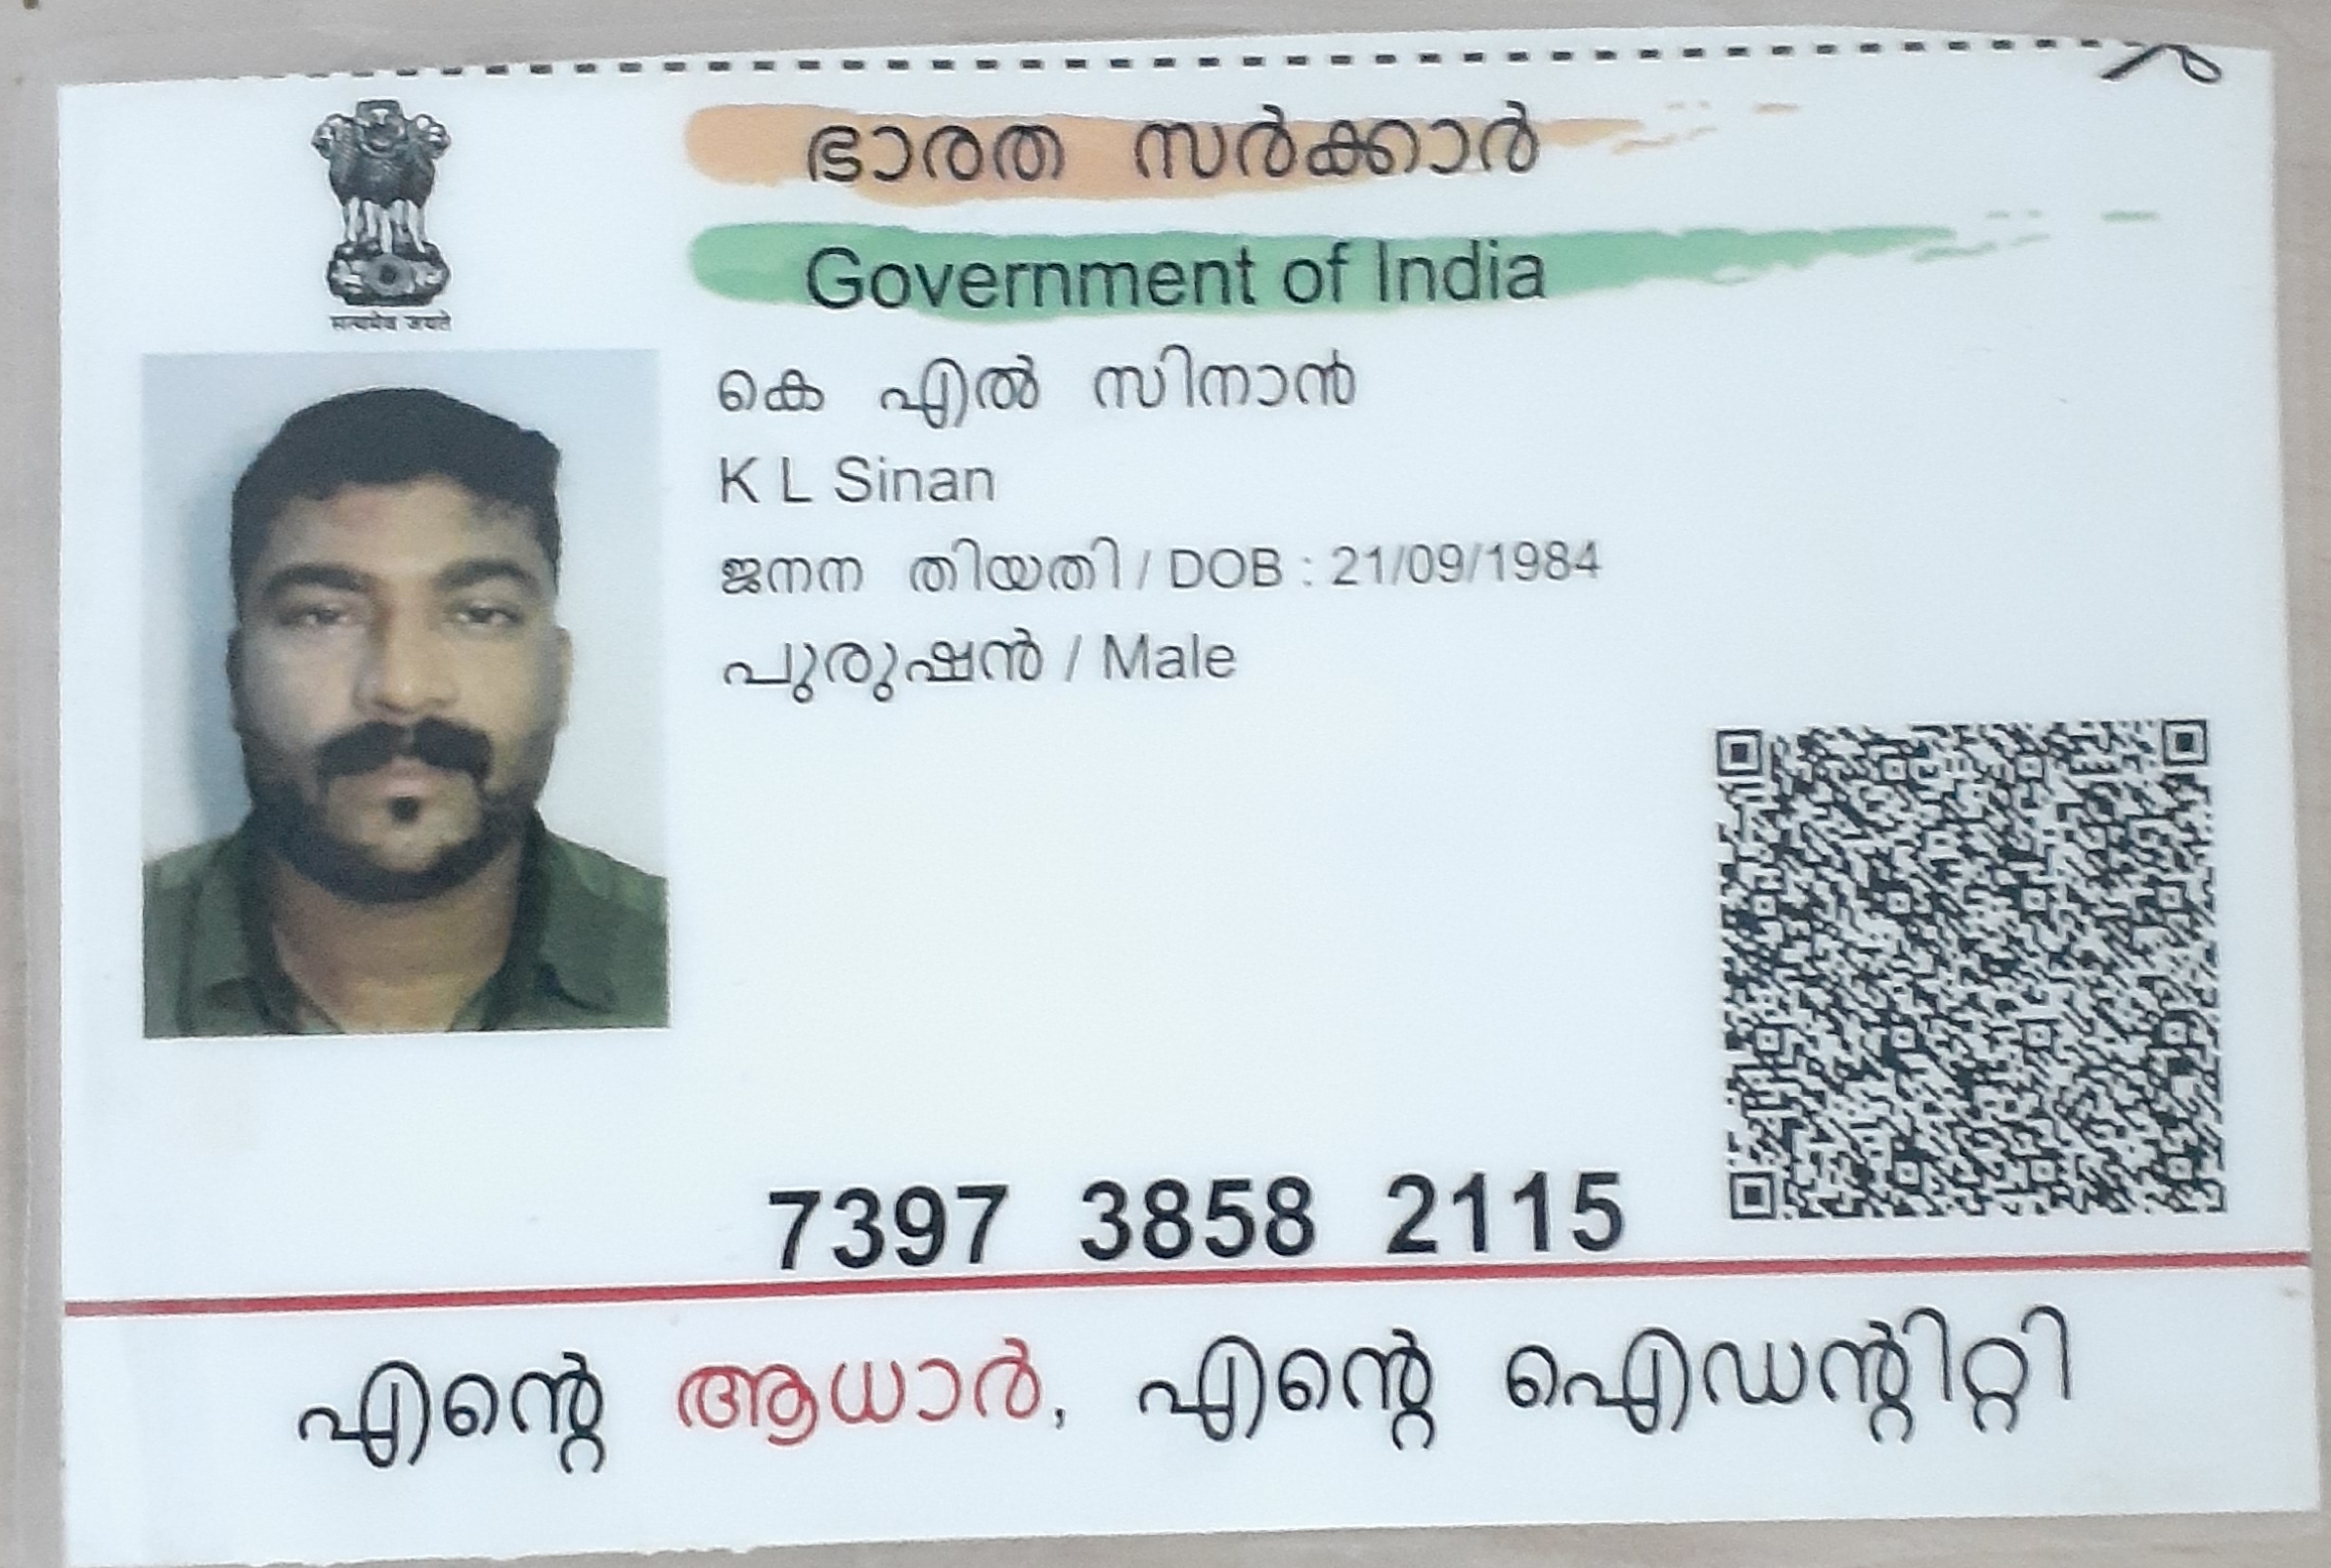 ഭാരത സർക്കാർ
Government of India
सत्यमेव जयते
കെ എൽ സിനാൻ
K L Sinan
ജനന തിയതി / DOB : 21/09/1984
പുരുഷൻ / Male
7397 3858 2115
എന്റെ ആധാർ, എന്റെ ഐഡന്റിറ്റി